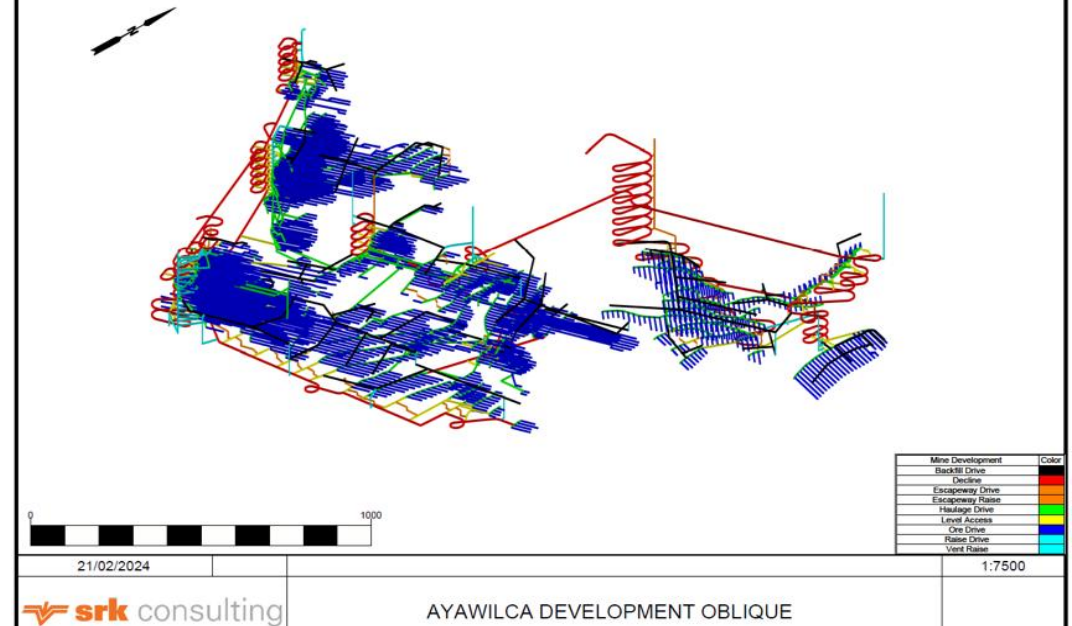 N
0 1000
Mine Development Color
Backfill Drive
Decline
Escapeway Drive
Escapeway Raise
Haulage Drive
Level Access
Ore Drive
Raise Drive
Vent Raise
21/02/2024 1:7500
srk consulting AYAWILCA DEVELOPMENT OBLIQUE